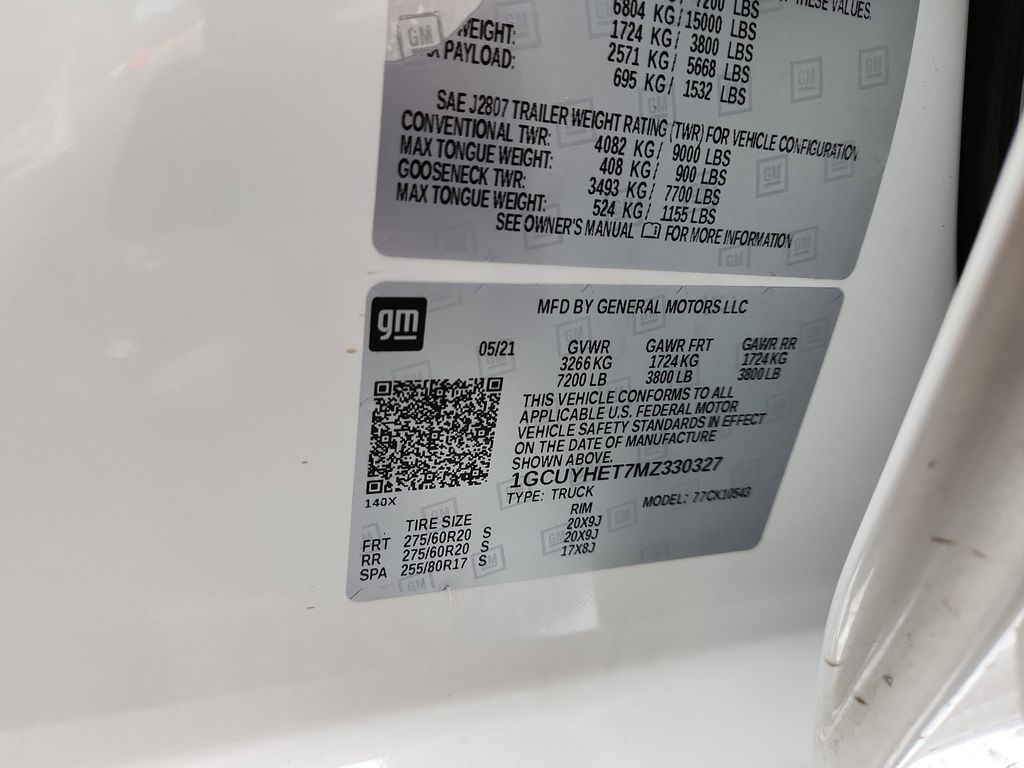 7200 LBS THESE VALUES.
6804 KG/ 15000 LBS
WEIGHT: 1724 KG/ 3800 LBS
PAYLOAD: 2571 KG/ 5668 LBS
695 KG/ 1532 LBS
SAE J2807 TRAILER WEIGHT RATING (TWR) FOR VEHICLE CONFIGURATION
CONVENTIONAL TWR: 4082 KG/ 9000 LBS
MAX TONGUE WEIGHT: 408 KG/ 900 LBS
GOOSENECK TWR: 3493 KG/ 7700 LBS
MAX TONGUE WEIGHT: 524 KG/ 1155 LBS
SEE OWNER'S MANUAL FOR MORE INFORMATION
gm
MFD BY GENERAL MOTORS LLC
05/21 GVWR GAWR FRT GAWR RR
3266 KG 1724 KG 1724 KG
7200 LB 3800 LB 3800 LB
THIS VEHICLE CONFORMS TO ALL
APPLICABLE U.S. FEDERAL MOTOR
VEHICLE SAFETY STANDARDS IN EFFECT
ON THE DATE OF MANUFACTURE
SHOWN ABOVE.
1GCUYHET7MZ330327
140X
TYPE: TRUCK MODEL: 77CK10543
TIRE SIZE RIM
FRT 275/60R20 S 20X9J
RR 275/60R20 S 20X9J
SPA 255/80R17 S 17X8J